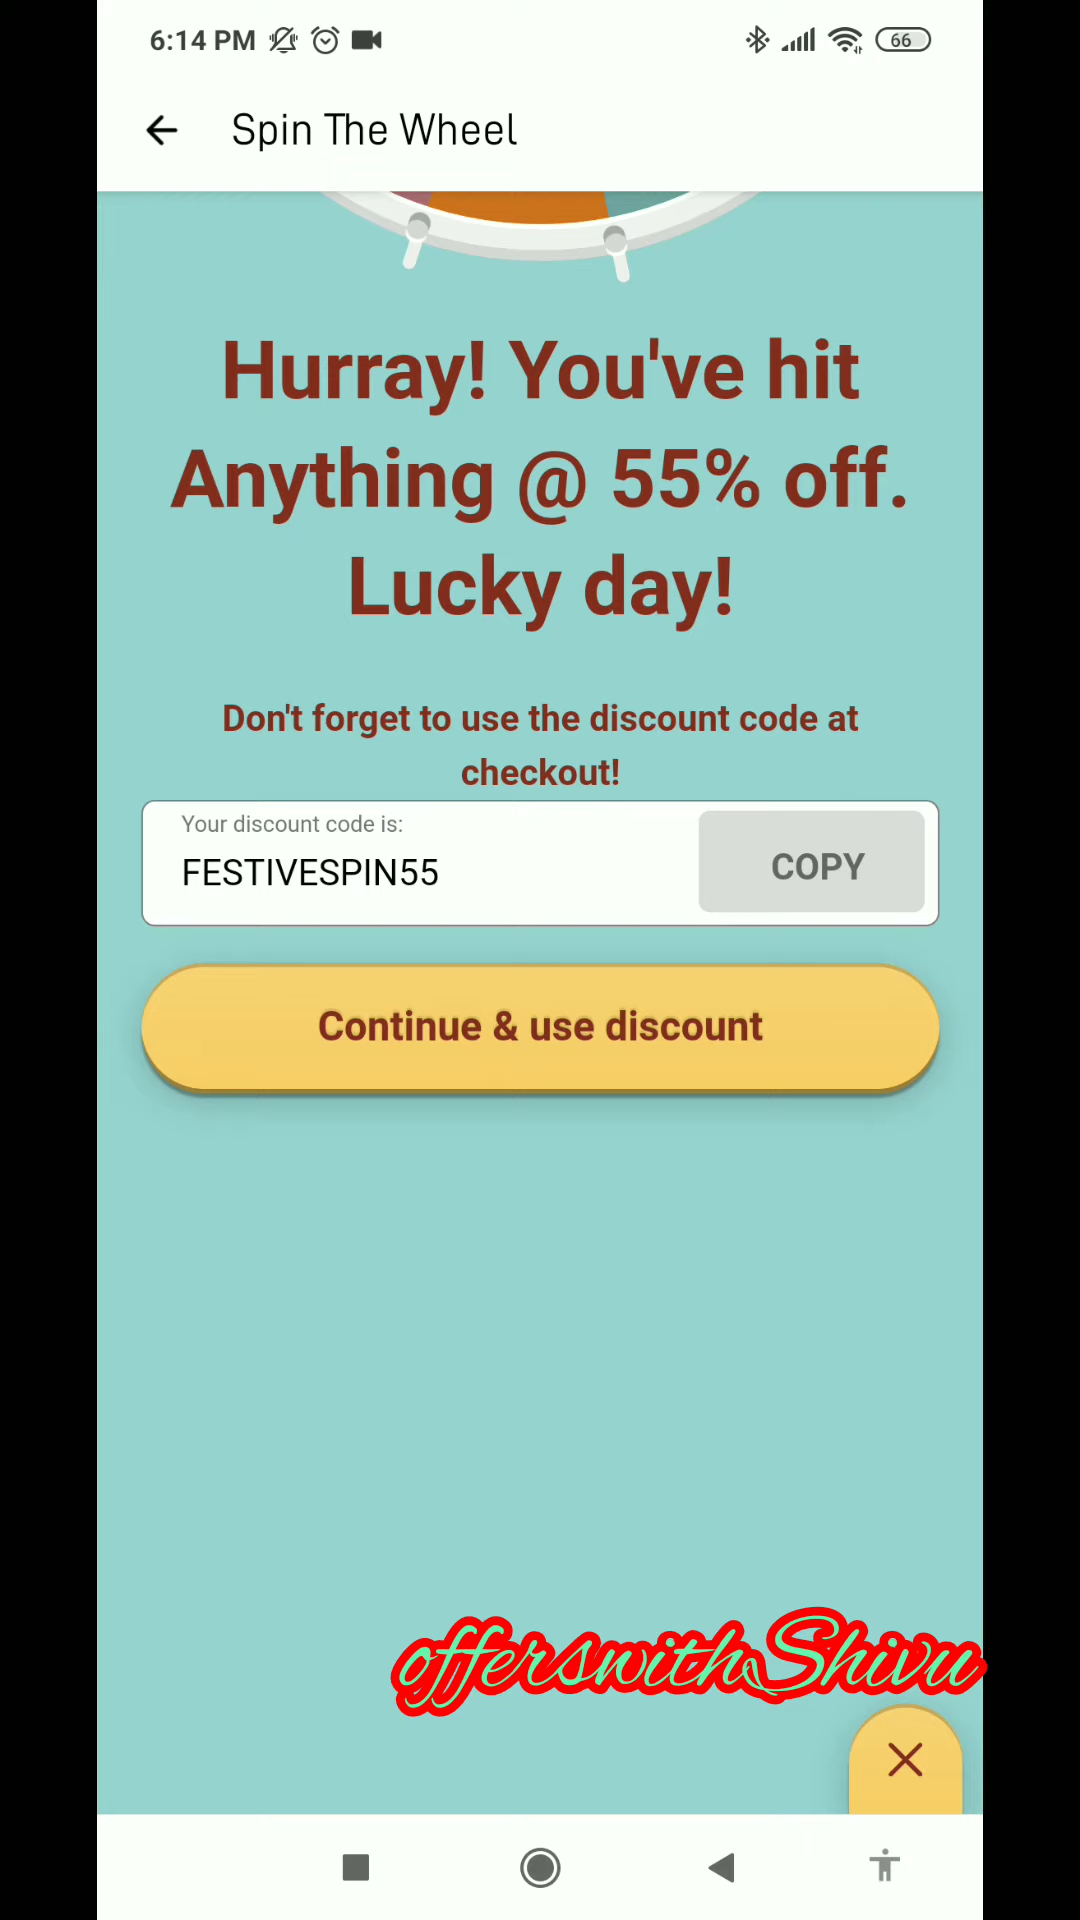 6:14 PM
66
Spin The Wheel
Hurray! You've hit
Anything @ 55% off.
Lucky day!
Don't forget to use the discount code at
checkout!
Your discount code is:
FESTIVESPIN55
COPY
Continue & use discount
offerswithShivu